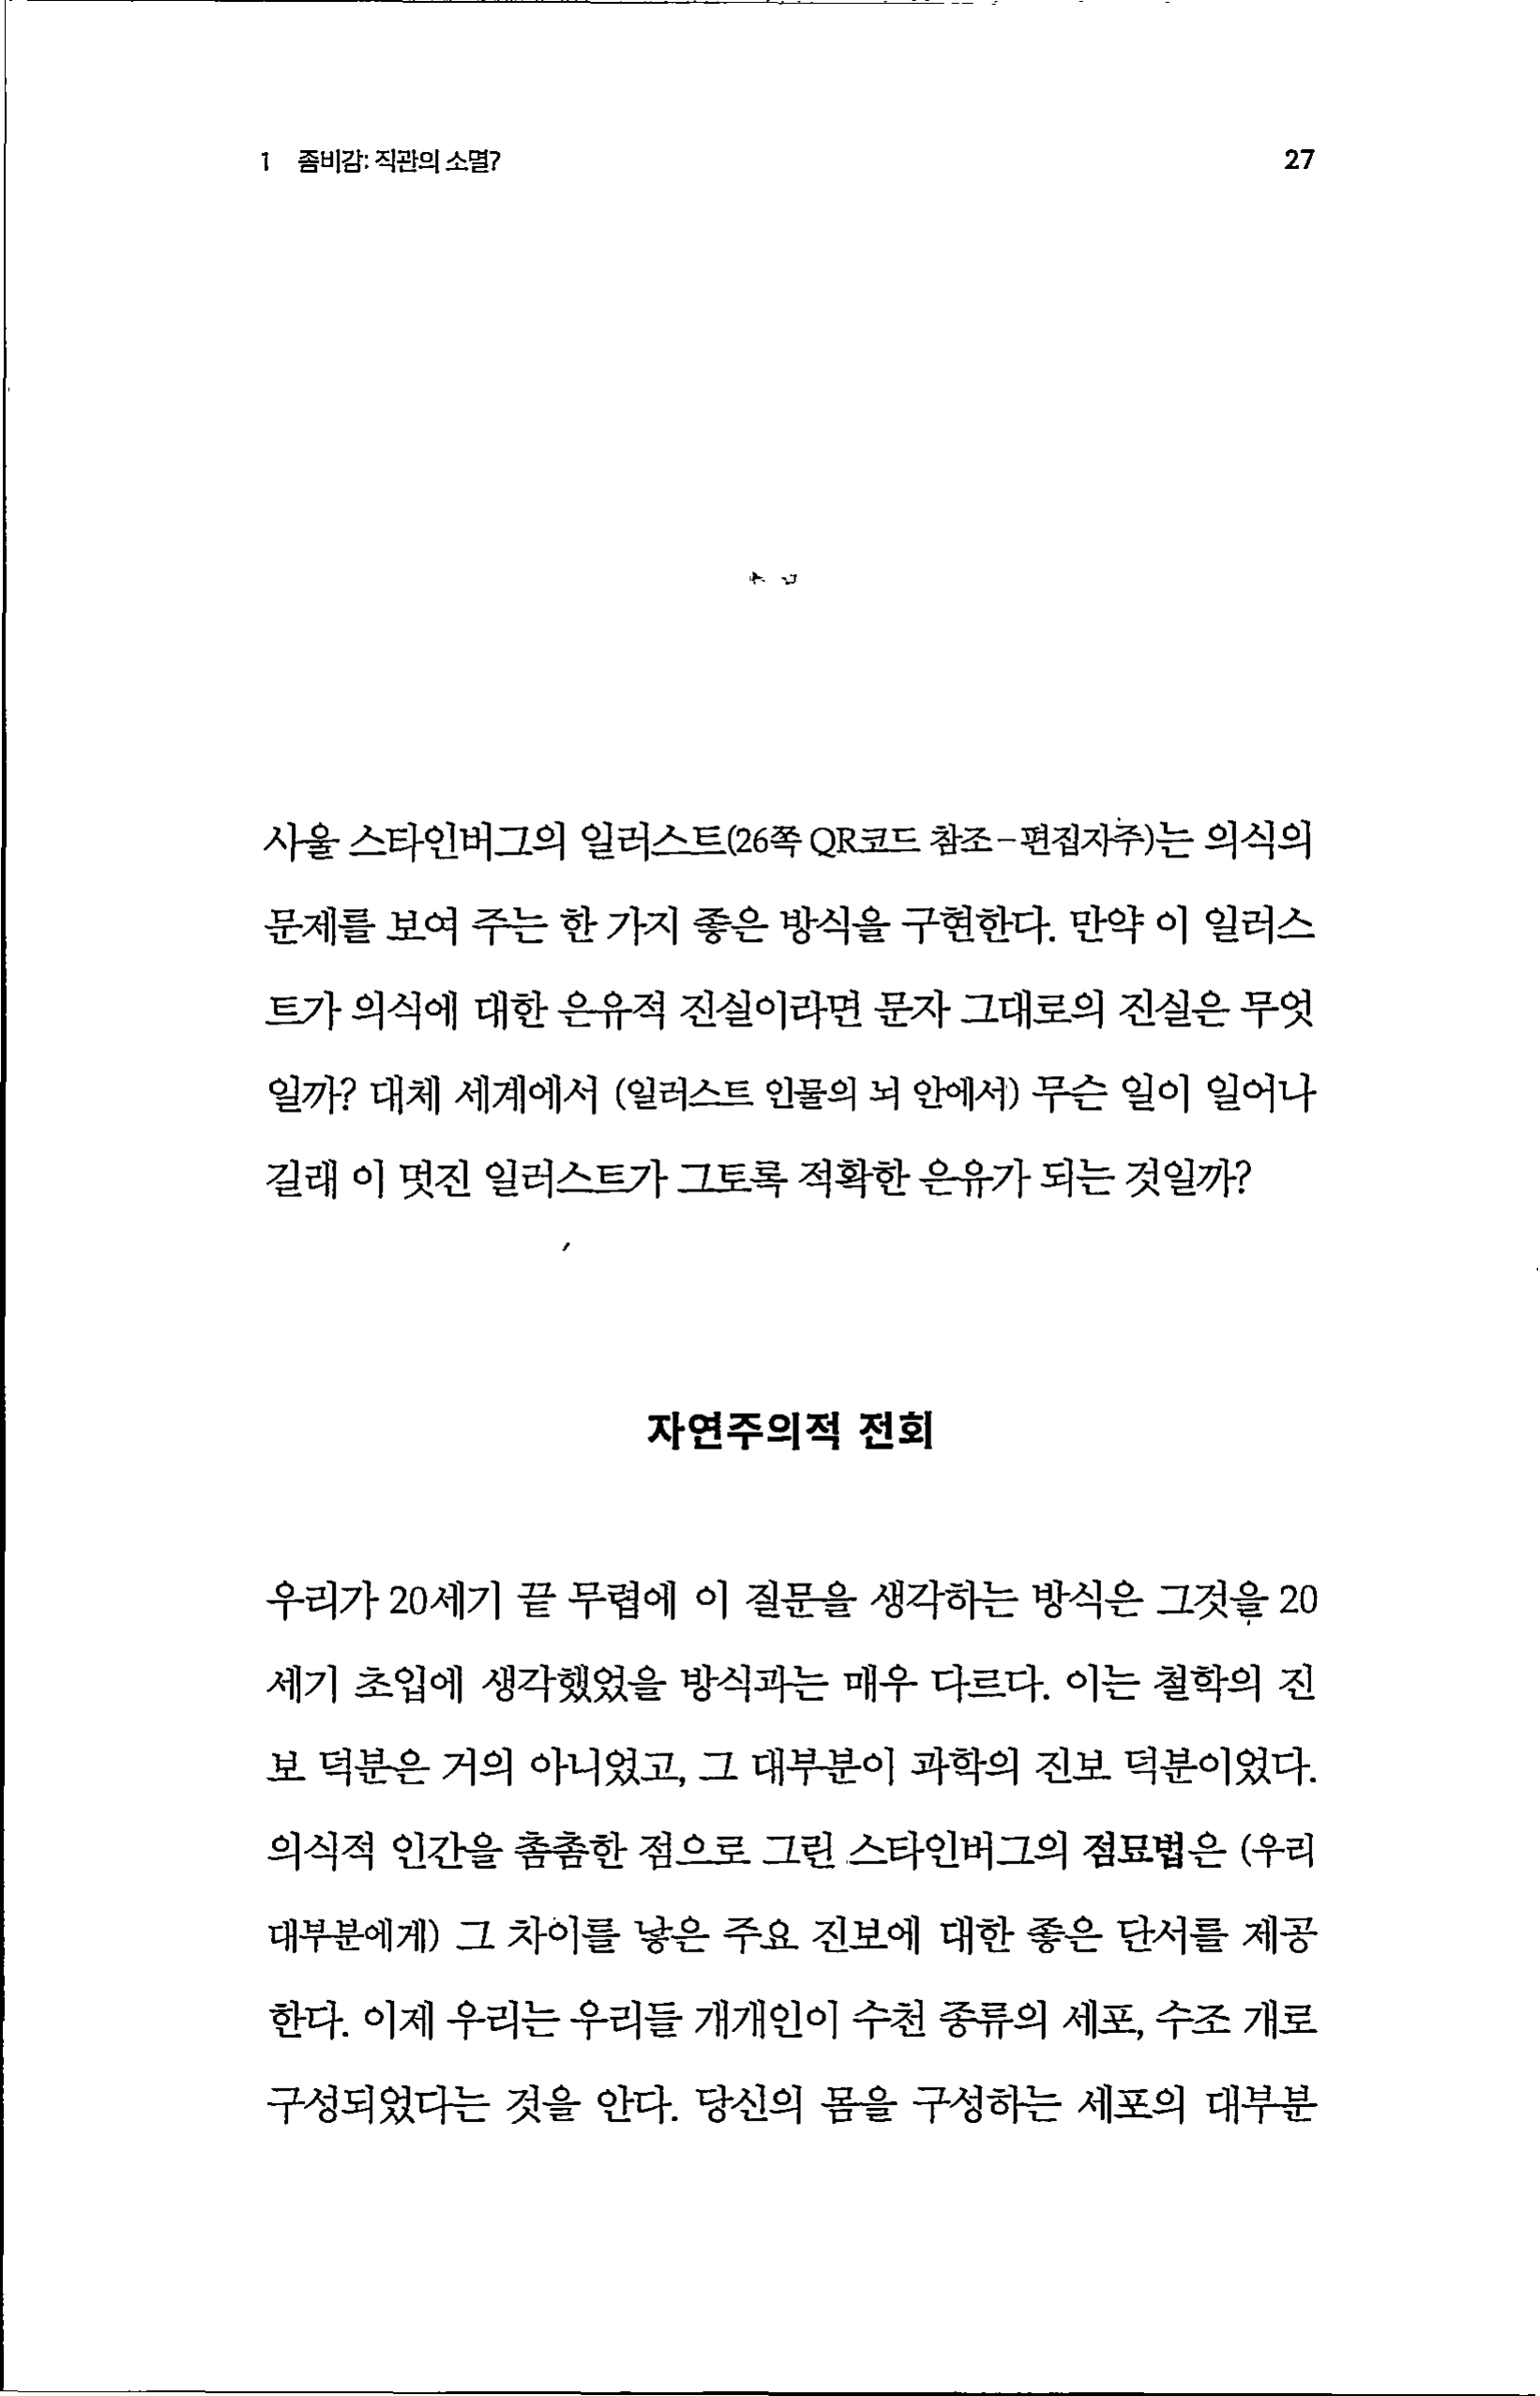 1 좀비감: 직관의 소멸? 27
사울 스타인버그의 일러스트(26쪽 QR코드 참조-편집자주)는 의식의
문제를 보여 주는 한 가지 좋은 방식을 구현한다. 만약 이 일러스
트가 의식에 대한 은유적 진실이라면 문자 그대로의 진실은 무엇
일까? 대체 세계에서 (일러스트 인물의 뇌 안에서) 무슨 일이 일어나
길래 이 멋진 일러스트가 그토록 적확한 은유가 되는 것일까?
자연주의적 전회
우리가 20세기 끝 무렵에 이 질문을 생각하는 방식은 그것을 20
세기 초입에 생각했었을 방식과는 매우 다르다. 이는 철학의 진
보 덕분은 거의 아니었고, 그 대부분이 과학의 진보 덕분이었다.
의식적 인간을 촘촘한 점으로 그린 스타인버그의 점묘법은 (우리
대부분에게) 그 차이를 낳은 주요 진보에 대한 좋은 단서를 제공
한다. 이제 우리는 우리들 개개인이 수천 종류의 세포, 수조 개로
구성되었다는 것을 안다. 당신의 몸을 구성하는 세포의 대부분